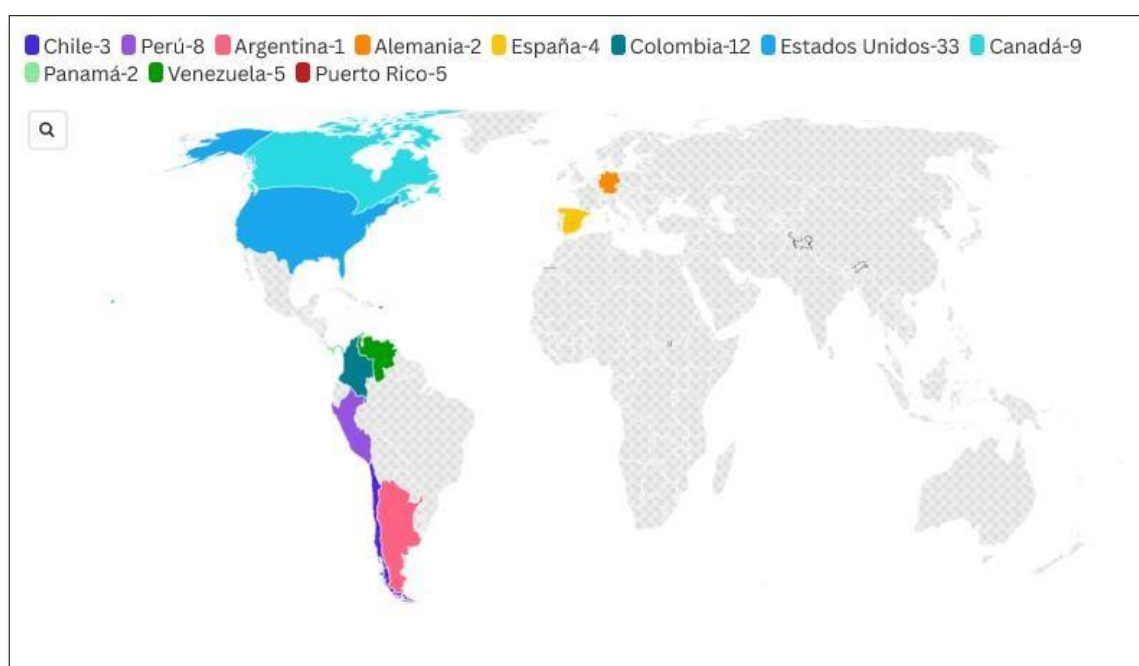 Chile-3 Perú-8 Argentina-1 Alemania-2 España-4 Colombia-12 Estados Unidos-33 Canadá-9
Panamá-2 Venezuela-5 Puerto Rico-5